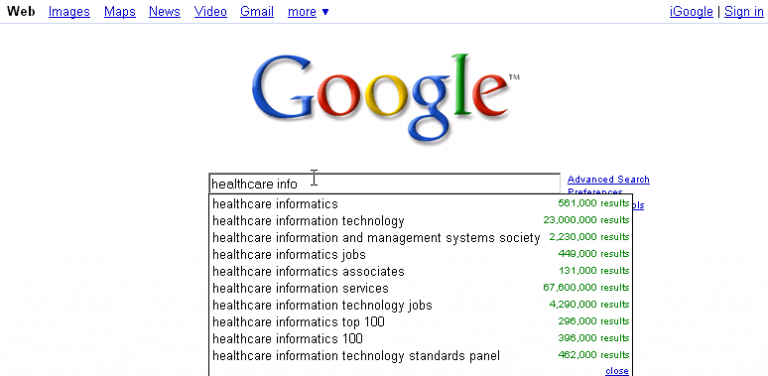 Web Images Maps News Video Gmail more ▼ iGoogle | Sign in
Google™
healthcare info Advanced Search
Preferences
healthcare informatics 561,000 results
healthcare information technology 23,000,000 results
healthcare information and management systems society 2,230,000 results
healthcare informatics jobs 449,000 results
healthcare informatics associates 131,000 results
healthcare information services 67,600,000 results
healthcare information technology jobs 4,290,000 results
healthcare informatics top 100 296,000 results
healthcare informatics 100 396,000 results
healthcare information technology standards panel 462,000 results
close